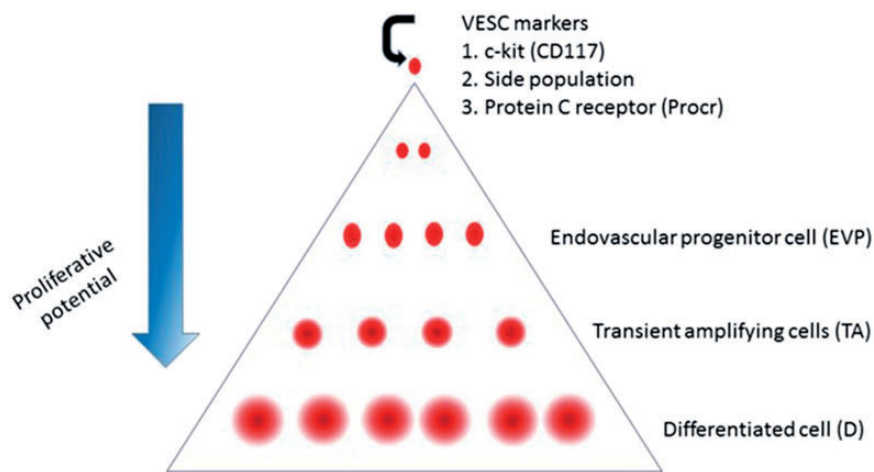 VESC markers
1. c-kit (CD117)
2. Side population
3. Protein C receptor (Procr)
Proliferative
potential
Endovascular progenitor cell (EVP)
Transient amplifying cells (TA)
Differentiated cell (D)